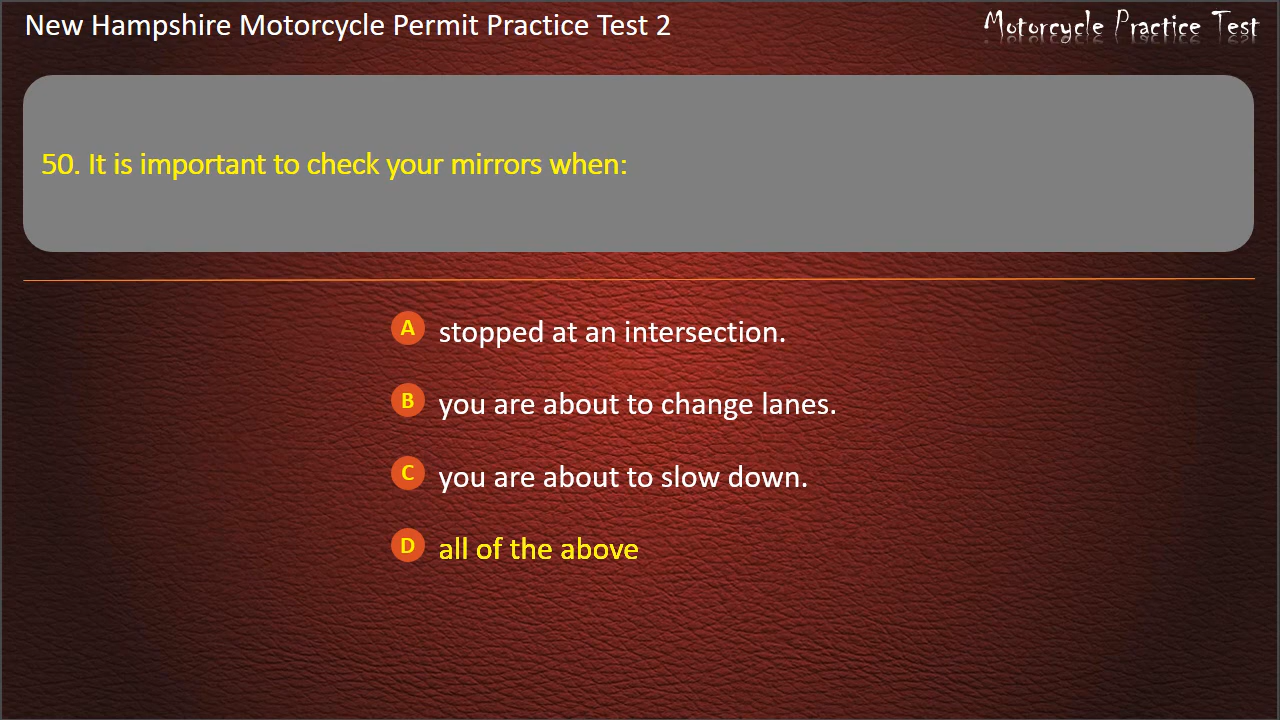 New Hampshire Motorcycle Permit Practice Test 2
Motorcycle Practice Test
50. It is important to check your mirrors when:
A stopped at an intersection.
B you are about to change lanes.
C you are about to slow down.
D all of the above